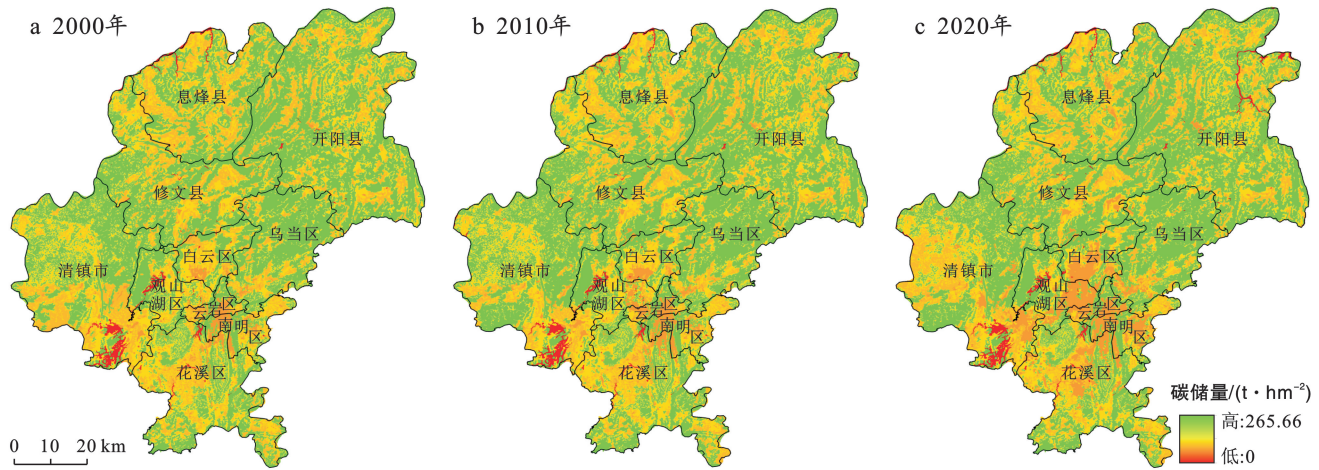 a 2000年
息烽县
开阳县
修文县
乌当区
白云区
清镇市
观山
湖区
云岩区
南明
区
花溪区
0 10 20 km
b 2010年
息烽县
开阳县
修文县
乌当区
白云区
清镇市
观山
湖区
云岩区
南明
区
花溪区
c 2020年
息烽县
开阳县
修文县
乌当区
白云区
清镇市
观山
湖区
云岩区
南明
区
花溪区
碳储量/(t·hm⁻²)
高:265.66
低:0